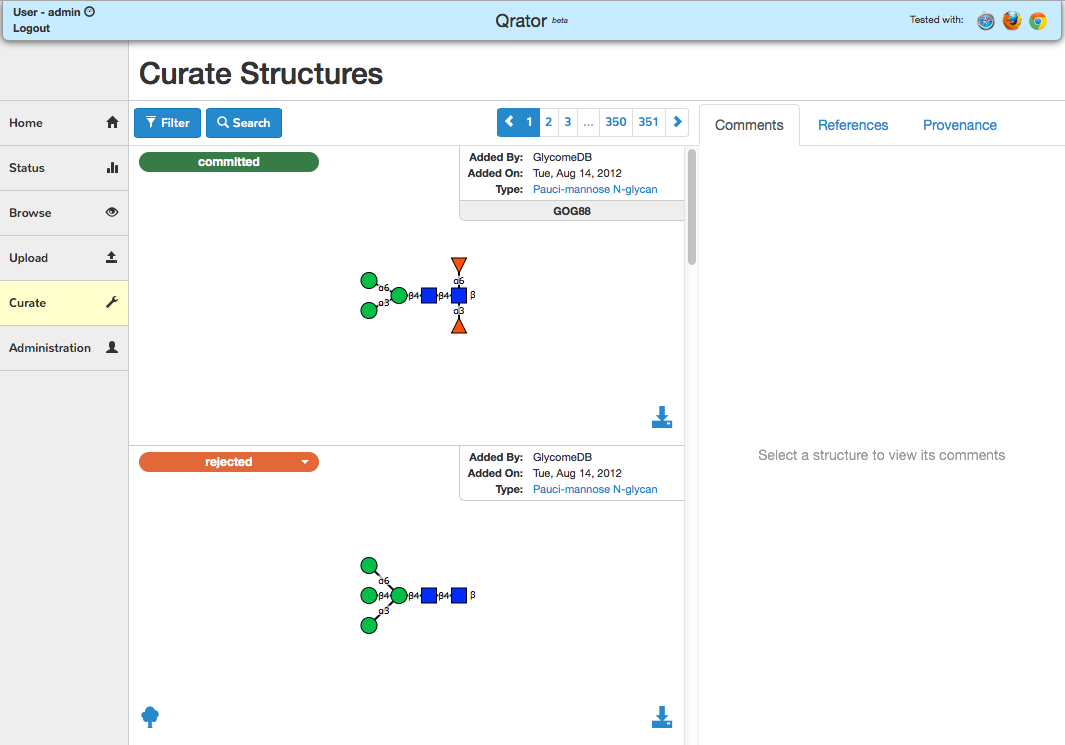 User - admin
Logout
Qrator beta
Tested with:
Curate Structures
Home
Status
Browse
Upload
Curate
Administration
Filter
Search
1 2 3 ... 350 351
Comments
References
Provenance
committed
Added By: GlycomeDB
Added On: Tue, Aug 14, 2012
Type: Pauci-mannose N-glycan
GOG88
α6
α6
β4 β4 β
α3
α3
Select a structure to view its comments
rejected
Added By: GlycomeDB
Added On: Tue, Aug 14, 2012
Type: Pauci-mannose N-glycan
α6
β4 β4 β4 β
α3